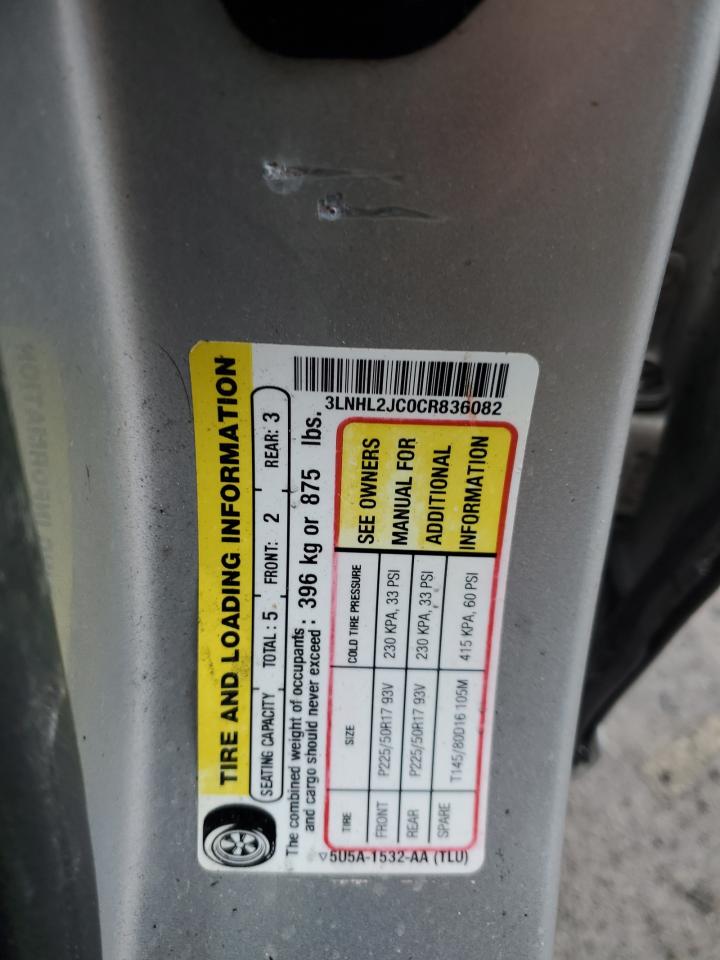 TIRE AND LOADING INFORMATION
SEATING CAPACITY TOTAL: 5 FRONT: 2 REAR: 3
The combined weight of occupants
and cargo should never exceed : 396 kg or 875 lbs.
3LNHL2JC0CR836082
TIRE SIZE COLD TIRE PRESSURE
FRONT P225/50R17 93V 230 KPA, 33 PSI
REAR P225/50R17 93V 230 KPA, 33 PSI
SPARE T145/80D16 105M 415 KPA, 60 PSI
SEE OWNERS
MANUAL FOR
ADDITIONAL
INFORMATION
▽5U5A-1532-AA (TLU)